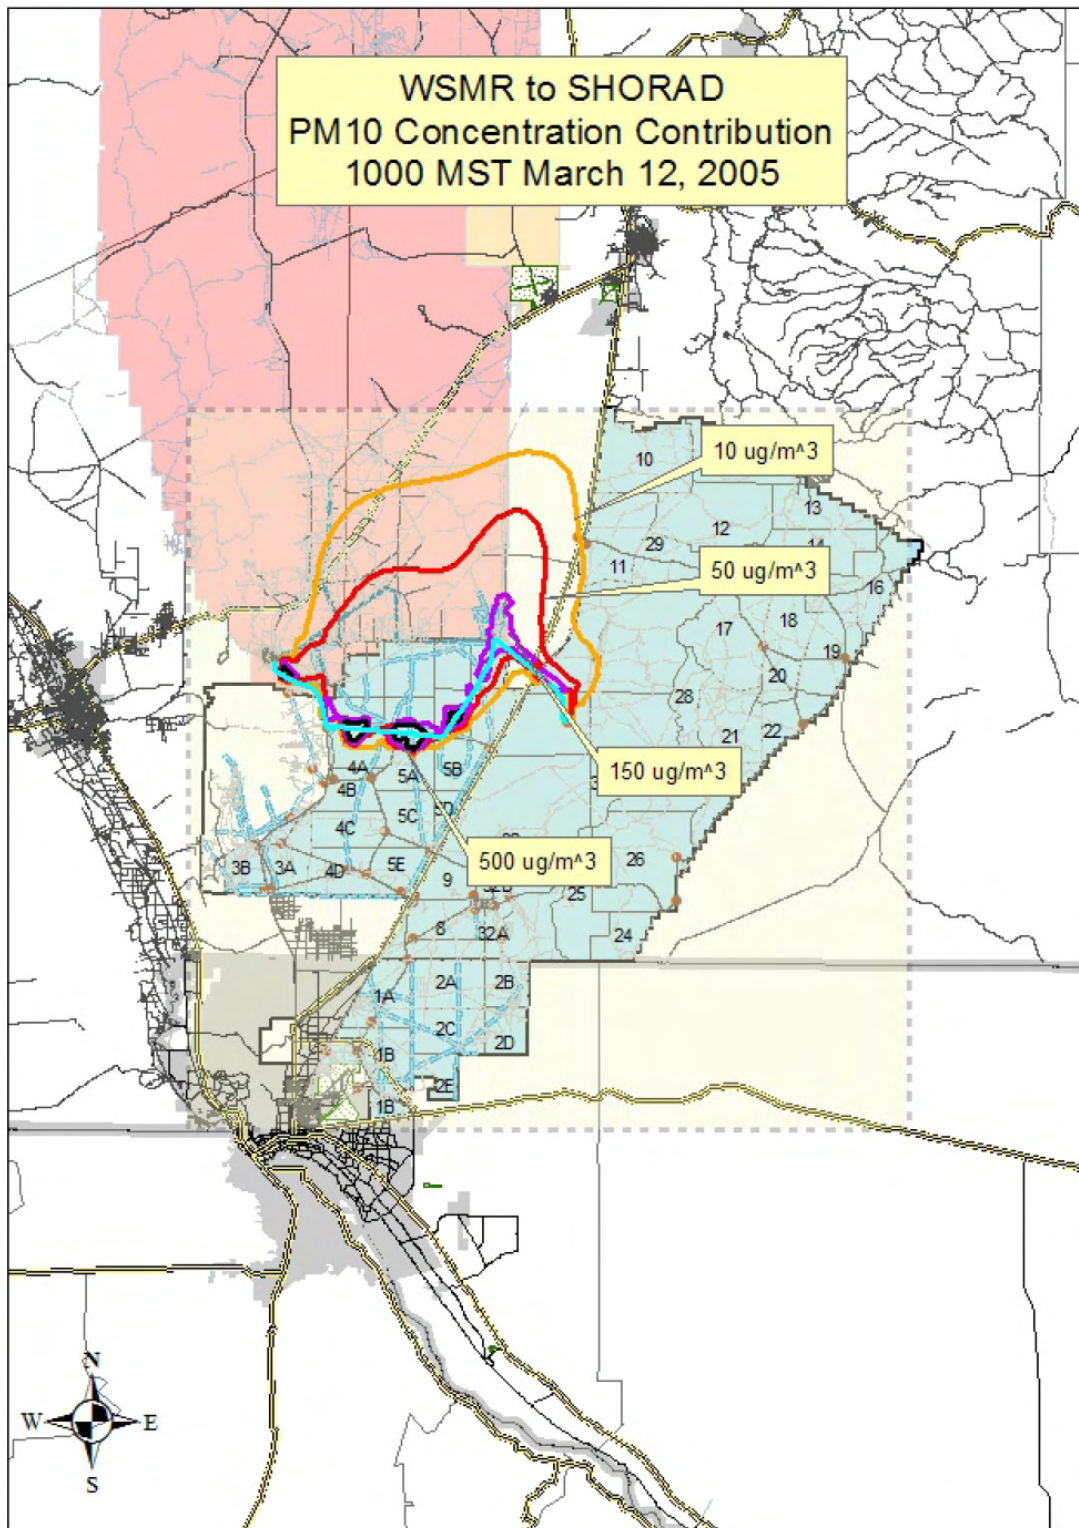 WSMR to SHORAD
PM10 Concentration Contribution
1000 MST March 12, 2005
10
10 ug/m^3
13
12
29
11
50 ug/m^3
16
17
18
19
20
28
21
22
150 ug/m^3
4A
5A
5B
4B
5C
4C
500 ug/m^3
26
3B
3A
4D
5E
9
25
8
32A
24
1A
2A
2B
2C
2D
1B
2E
1B
N
W
E
S